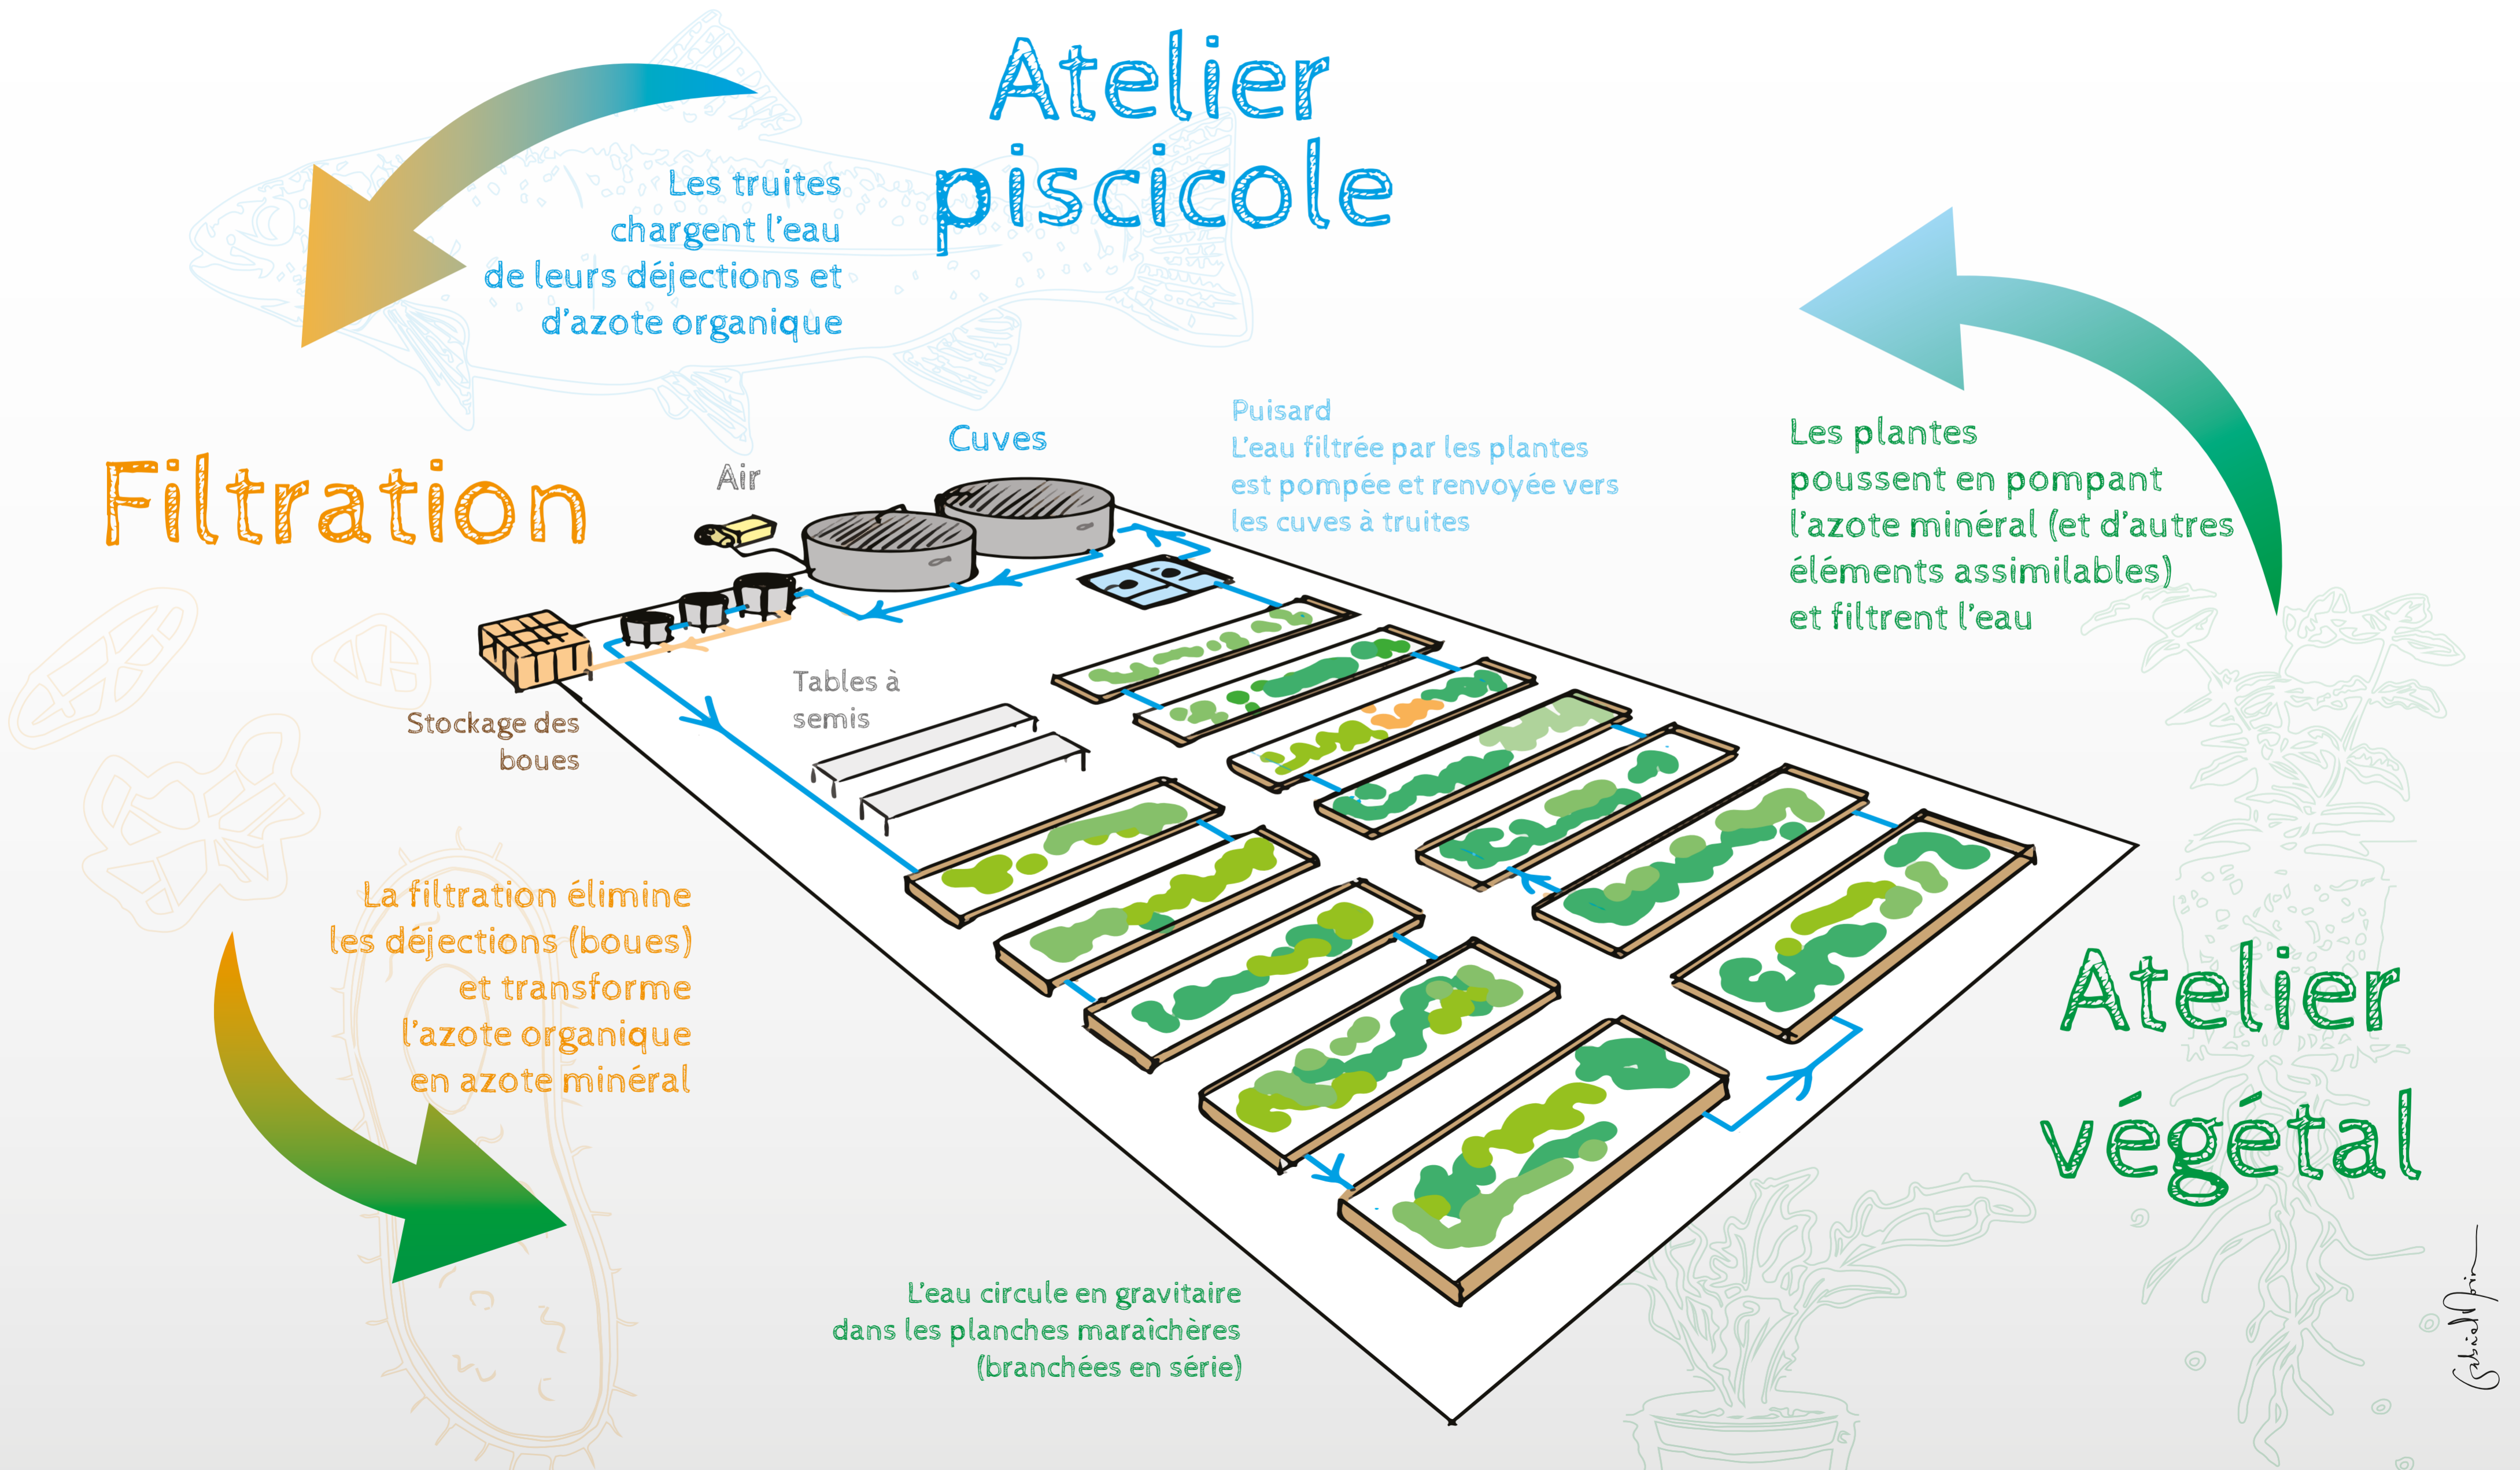 Atelier
piscicole
Les truites
chargent l'eau
de leurs déjections et
d'azote organique
Filtration
Air
Cuves
Puisard
L'eau filtrée par les plantes
est pompée et renvoyée vers
les cuves à truites
Les plantes
poussent en pompant
l'azote minéral (et d'autres
éléments assimilables)
et filtrent l'eau
Tables à
semis
Stockage des
boues
La filtration élimine
les déjections (boues)
et transforme
l'azote organique
en azote minéral
Atelier
végétal
L'eau circule en gravitaire
dans les planches maraîchères
(branchées en série)
Gabriel Morin